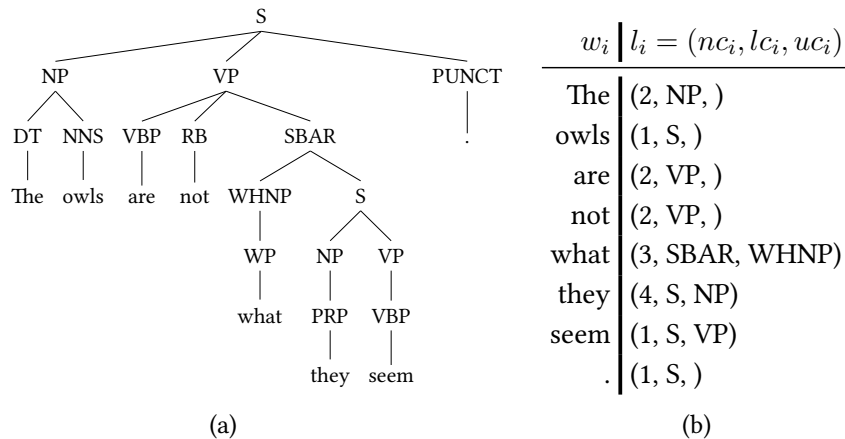 S
NP VP PUNCT
DT NNS VBP RB SBAR .
The owls are not WHNP S
WP NP VP
what PRP VBP
they seem
(a)
w_i l_i = (nc_i, lc_i, uc_i)
The (2, NP, )
owls (1, S, )
are (2, VP, )
not (2, VP, )
what (3, SBAR, WHNP)
they (4, S, NP)
seem (1, S, VP)
. (1, S, )
(b)